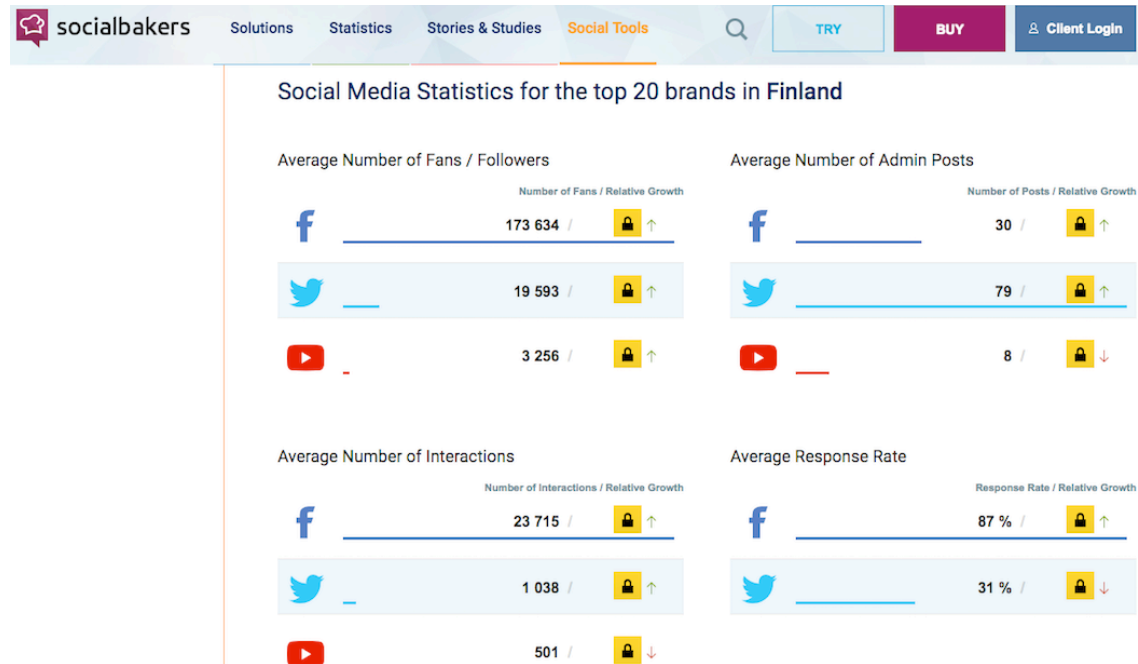 socialbakers Solutions Statistics Stories & Studies Social Tools TRY BUY Client Login
Social Media Statistics for the top 20 brands in Finland
Average Number of Fans / Followers
Number of Fans / Relative Growth
173 634 /
19 593 /
3 256 /
Average Number of Admin Posts
Number of Posts / Relative Growth
30 /
79 /
8 /
Average Number of Interactions
Number of Interactions / Relative Growth
23 715 /
1 038 /
501 /
Average Response Rate
Response Rate / Relative Growth
87 % /
31 % /